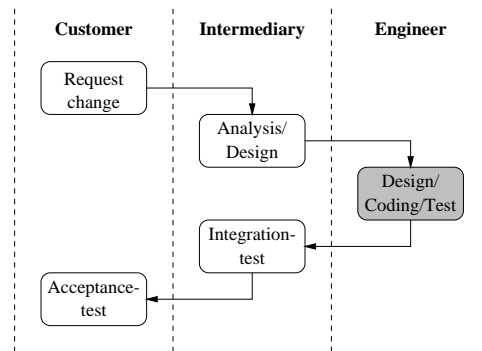 Customer
Intermediary
Engineer
Request
change
Analysis/
Design
Design/
Coding/Test
Integration-
test
Acceptance-
test